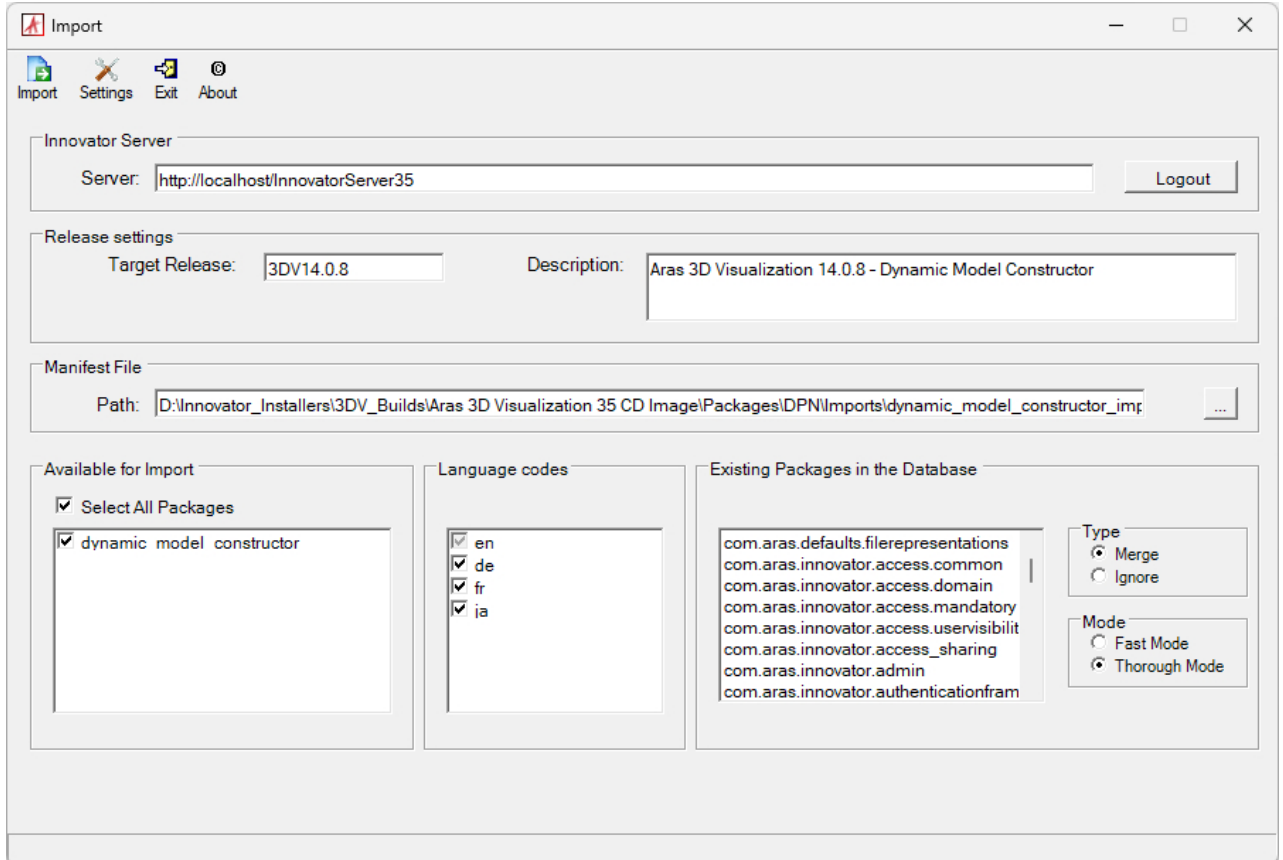 Import
Import Settings Exit About
Innovator Server
Server: http://localhost/InnovatorServer35 Logout
Release settings
Target Release: 3DV14.0.8 Description: Aras 3D Visualization 14.0.8 - Dynamic Model Constructor
Manifest File
Path: D:\Innovator_Installers\3DV_Builds\Aras 3D Visualization 35 CD Image\Packages\DPN\Imports\dynamic_model_constructor_imp ...
Available for Import
Select All Packages
dynamic_model_constructor
Language codes
en
de
fr
ja
Existing Packages in the Database
com.aras.defaults.filerepresentations
com.aras.innovator.access.common
com.aras.innovator.access.domain
com.aras.innovator.access.mandatory
com.aras.innovator.access.uservisibilit
com.aras.innovator.access_sharing
com.aras.innovator.admin
com.aras.innovator.authenticationfram
Type
Merge
Ignore
Mode
Fast Mode
Thorough Mode